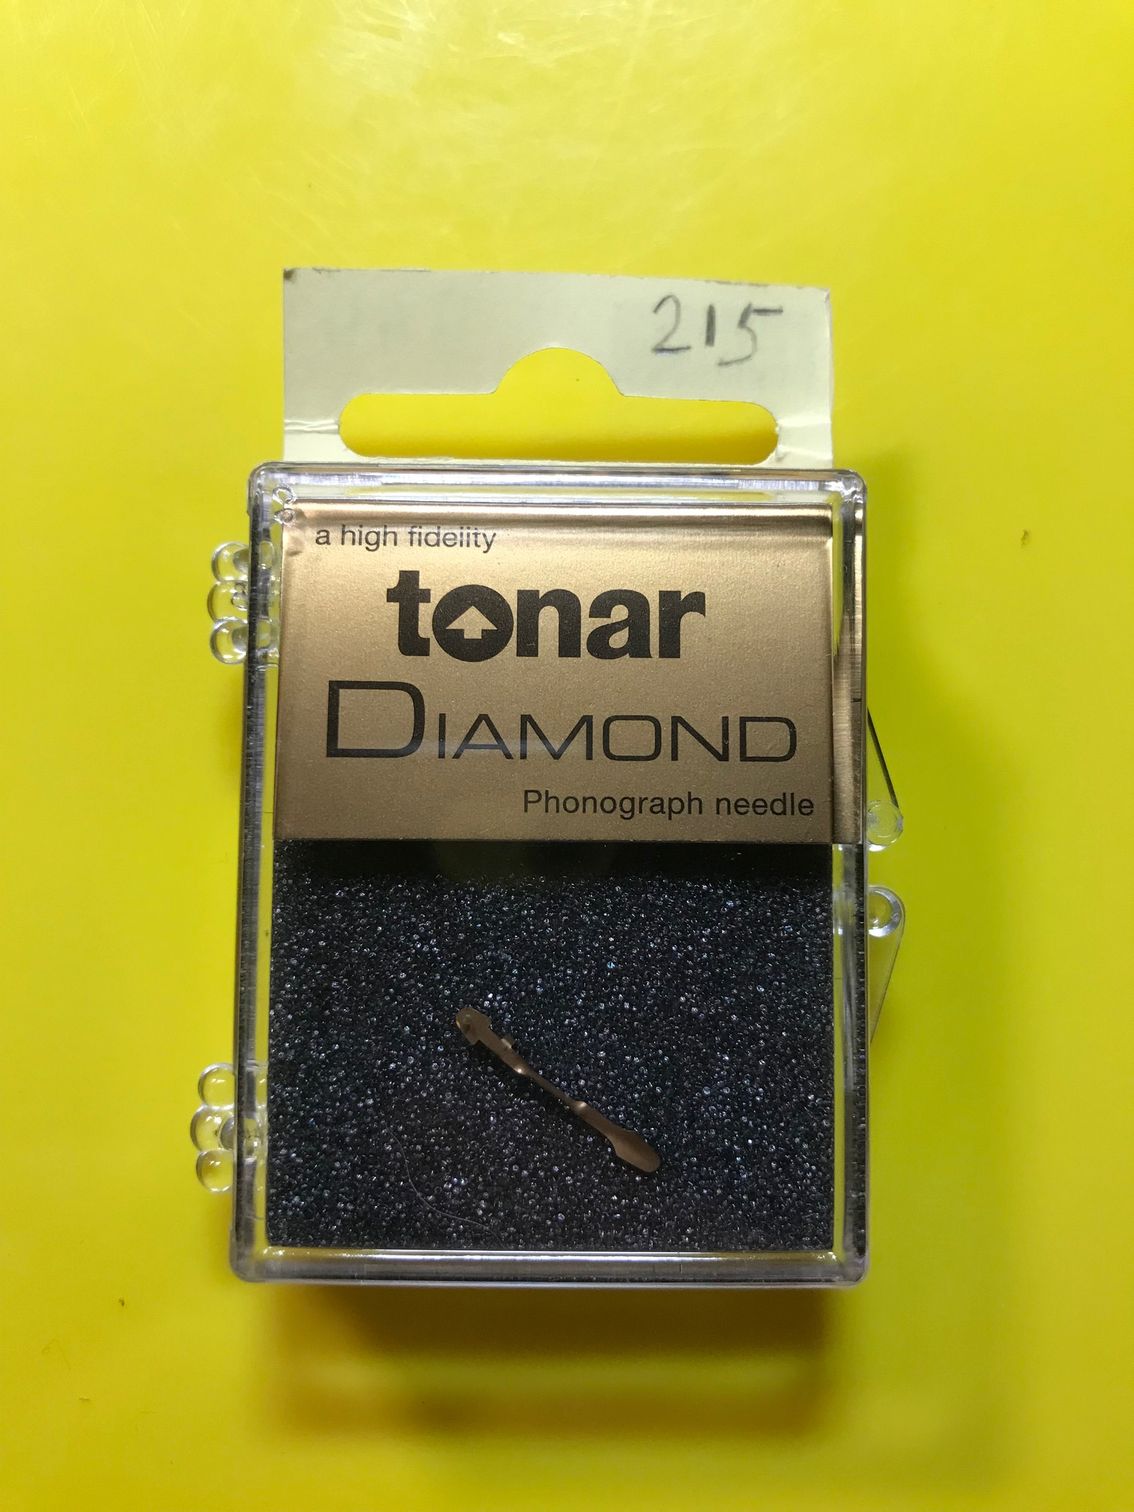 215
a high fidelity
tonar
DIAMOND
Phonograph needle